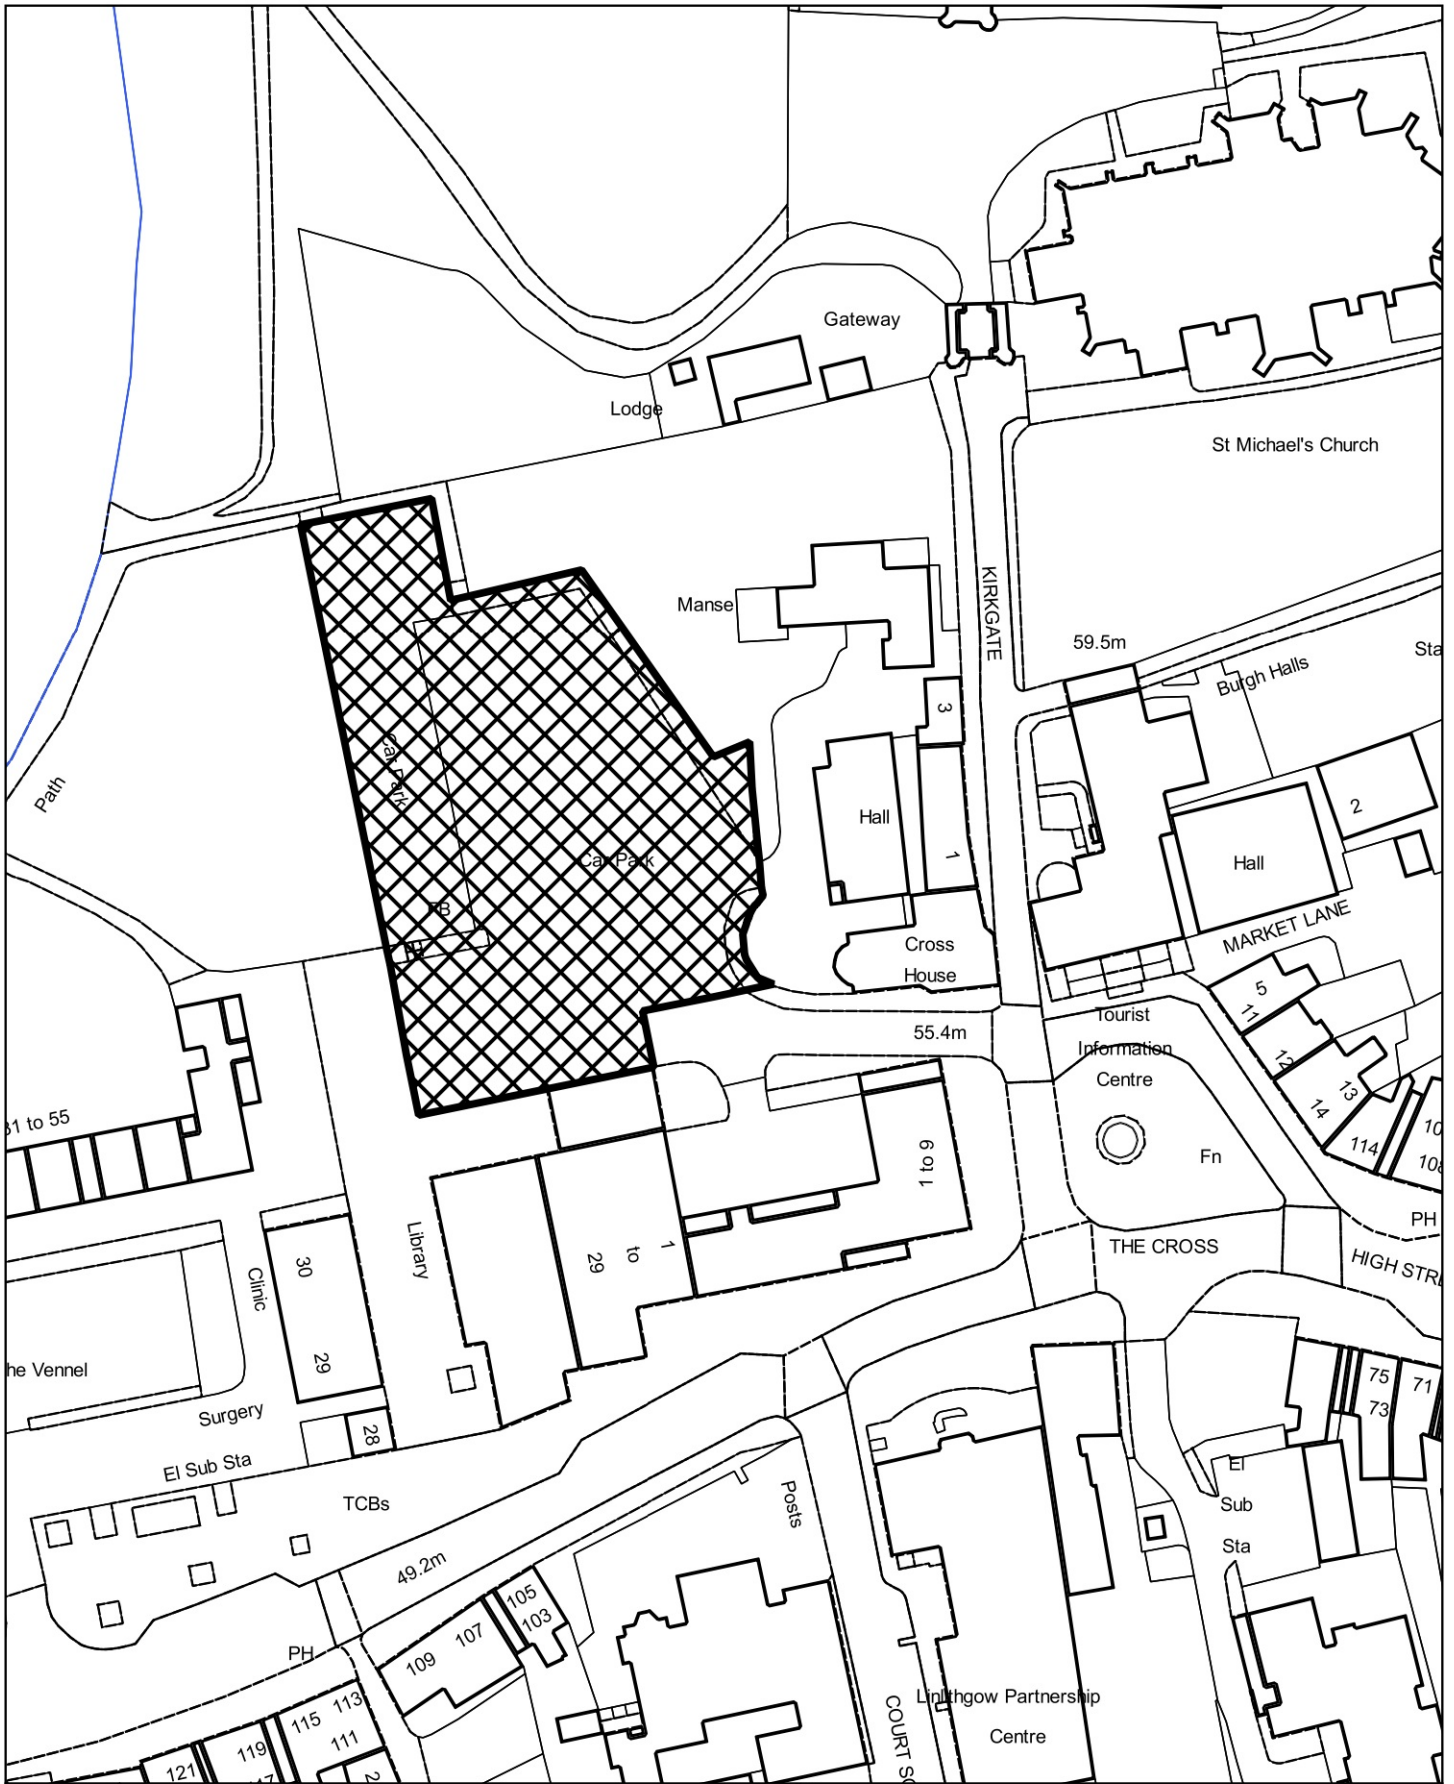 Gateway
Lodge
St Michael's Church
KIRKGATE
Manse
59.5m
Sta
Burgh Halls
3
Car Park
Path
2
Hall
1
Car Park
Hall
FB
MARKET LANE
Cross
House
5
11
55.4m
Tourist
Information
Centre
12
13
14
31 to 55
114
108
1 to 9
Fn
PH
Library
1
to
29
THE CROSS
HIGH STRE
30
Clinic
29
he Vennel
75
73
71
Surgery
28
El Sub Sta
El
Sub
Sta
TCBs
Posts
49.2m
105
103
107
109
PH
113
115
111
119
121
Linlithgow Partnership
Centre
COURT SQ